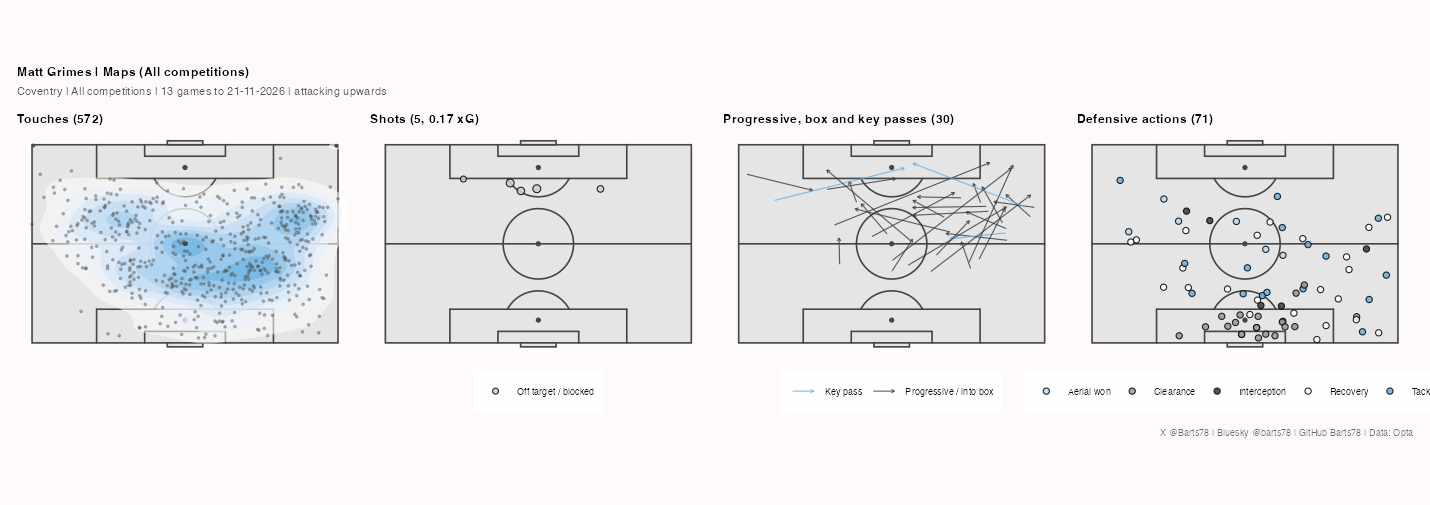 Matt Grimes | Maps (All competitions)
Coventry | All competitions | 13 games to 21-11-2026 | attacking upwards
Touches (572)
Shots (5, 0.17 xG)
Progressive, box and key passes (30)
Defensive actions (71)
Off target / blocked
Key pass
Progressive / into box
Aerial won
Clearance
Interception
Recovery
Tack
X @Barts78 | Bluesky @barts78 | GitHub Barts78 | Data: Opta